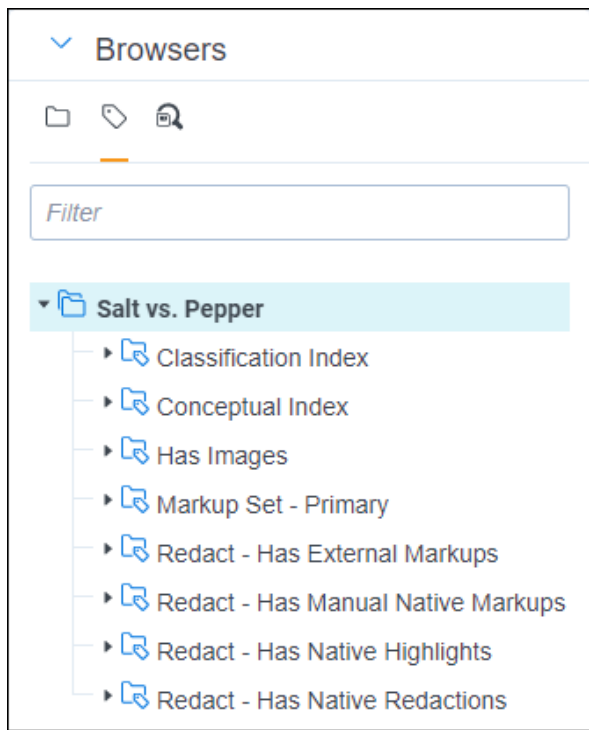 Browsers
Filter
Salt vs. Pepper
Classification Index
Conceptual Index
Has Images
Markup Set - Primary
Redact - Has External Markups
Redact - Has Manual Native Markups
Redact - Has Native Highlights
Redact - Has Native Redactions